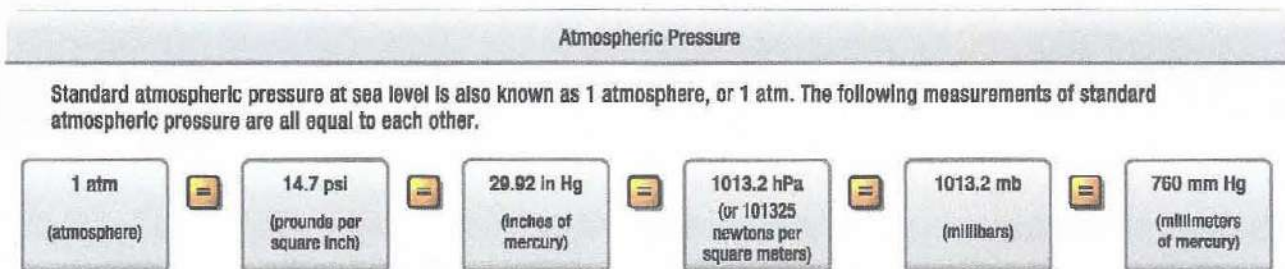 Atmospheric Pressure
Standard atmospheric pressure at sea level is also known as 1 atmosphere, or 1 atm. The following measurements of standard
atmospheric pressure are all equal to each other.
1 atm
(atmosphere)
=
14.7 psi
(prounds per
square inch)
=
29.92 in Hg
(inches of
mercury)
=
1013.2 hPa
(or 101325
newtons per
square meters)
=
1013.2 mb
(millibars)
=
760 mm Hg
(millimeters
of mercury)